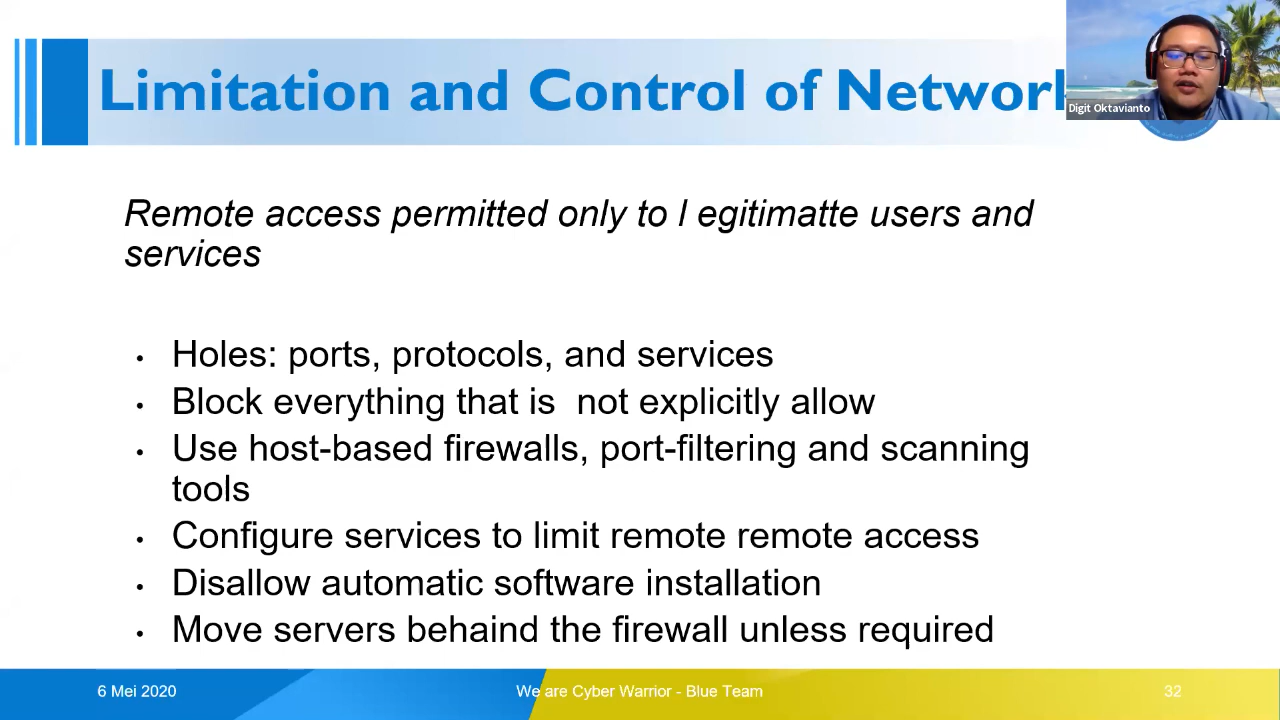 Limitation and Control of Network
Digit Oktavianto
Remote access permitted only to l egitimatte users and
services
• Holes: ports, protocols, and services
• Block everything that is  not explicitly allow
• Use host-based firewalls, port-filtering and scanning
tools
• Configure services to limit remote remote access
• Disallow automatic software installation
• Move servers behaind the firewall unless required
6 Mei 2020
We are Cyber Warrior - Blue Team
32